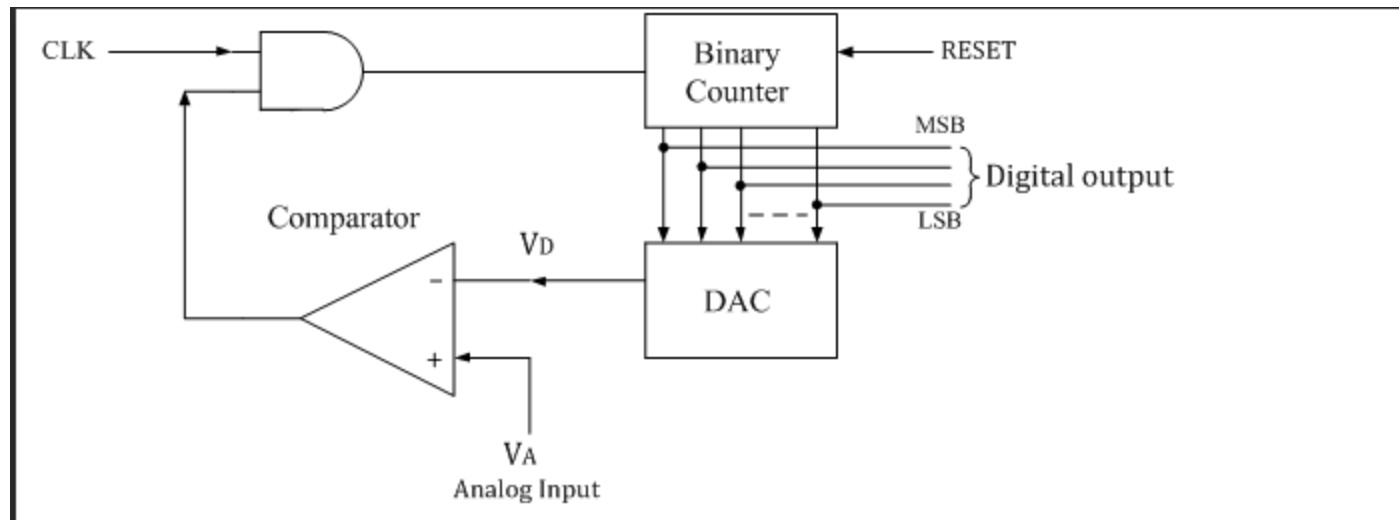 CLK
Binary
Counter
RESET
MSB
Digital output
LSB
Comparator
VD
−
DAC
+
VA
Analog Input